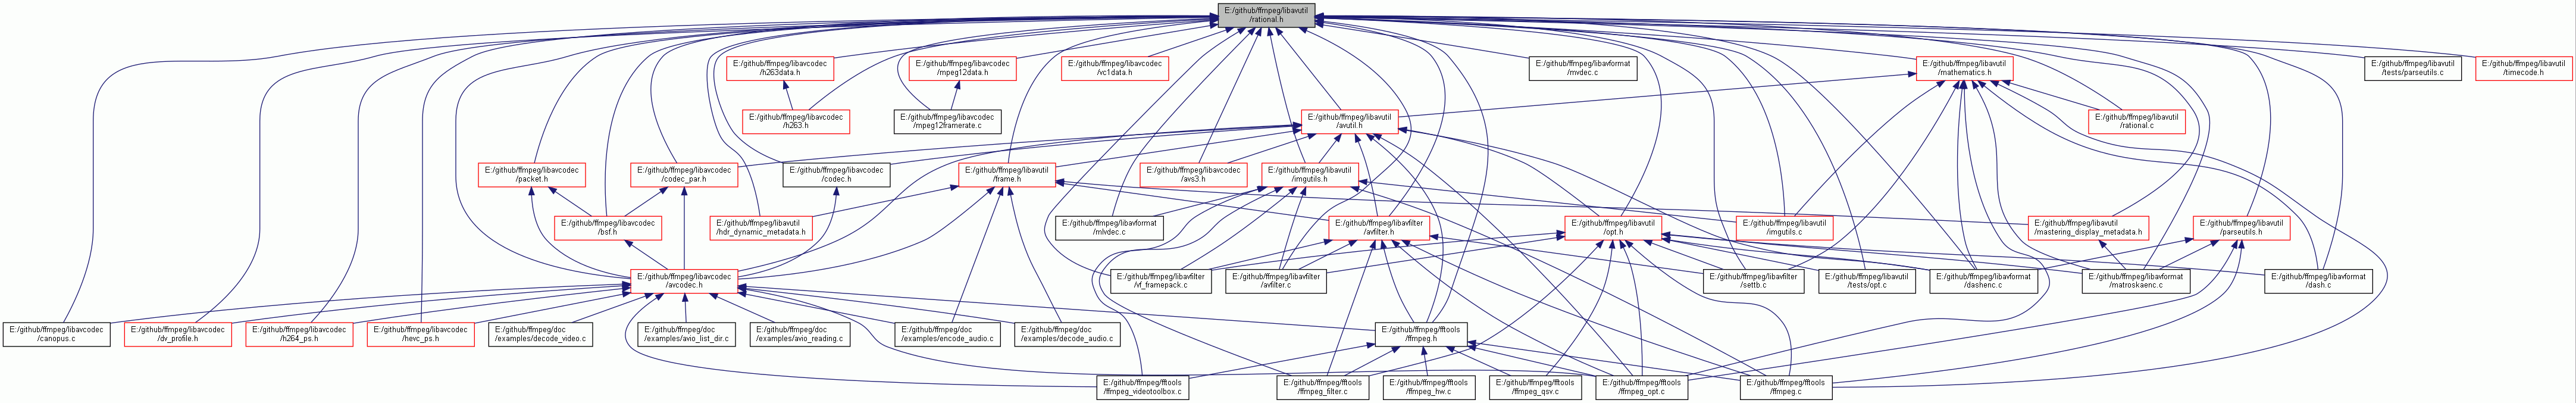 E:/github/ffmpeg/libavutil
/rational.h
E:/github/ffmpeg/libavcodec
/h263data.h
E:/github/ffmpeg/libavcodec
/mpeg12data.h
E:/github/ffmpeg/libavcodec
/vc1data.h
E:/github/ffmpeg/libavformat
/mvdec.c
E:/github/ffmpeg/libavutil
/mathematics.h
E:/github/ffmpeg/libavutil
/tests/parseutils.c
E:/github/ffmpeg/libavutil
/timecode.h
E:/github/ffmpeg/libavcodec
/h263.h
E:/github/ffmpeg/libavcodec
/mpeg12framerate.c
E:/github/ffmpeg/libavutil
/avutil.h
E:/github/ffmpeg/libavutil
/rational.c
E:/github/ffmpeg/libavcodec
/packet.h
E:/github/ffmpeg/libavcodec
/codec_par.h
E:/github/ffmpeg/libavcodec
/codec.h
E:/github/ffmpeg/libavutil
/frame.h
E:/github/ffmpeg/libavcodec
/avs3.h
E:/github/ffmpeg/libavutil
/imgutils.h
E:/github/ffmpeg/libavcodec
/bsf.h
E:/github/ffmpeg/libavutil
/hdr_dynamic_metadata.h
E:/github/ffmpeg/libavformat
/mlvdec.c
E:/github/ffmpeg/libavfilter
/avfilter.h
E:/github/ffmpeg/libavutil
/opt.h
E:/github/ffmpeg/libavutil
/imgutils.c
E:/github/ffmpeg/libavutil
/mastering_display_metadata.h
E:/github/ffmpeg/libavutil
/parseutils.h
E:/github/ffmpeg/libavcodec
/avcodec.h
E:/github/ffmpeg/libavfilter
/vf_framepack.c
E:/github/ffmpeg/libavfilter
/avfilter.c
E:/github/ffmpeg/libavfilter
/settb.c
E:/github/ffmpeg/libavutil
/tests/opt.c
E:/github/ffmpeg/libavformat
/dashenc.c
E:/github/ffmpeg/libavformat
/matroskaenc.c
E:/github/ffmpeg/libavformat
/dash.c
E:/github/ffmpeg/libavcodec
/canopus.c
E:/github/ffmpeg/libavcodec
/dv_profile.h
E:/github/ffmpeg/libavcodec
/h264_ps.h
E:/github/ffmpeg/libavcodec
/hevc_ps.h
E:/github/ffmpeg/doc
/examples/decode_video.c
E:/github/ffmpeg/doc
/examples/avio_list_dir.c
E:/github/ffmpeg/doc
/examples/avio_reading.c
E:/github/ffmpeg/doc
/examples/encode_audio.c
E:/github/ffmpeg/doc
/examples/decode_audio.c
E:/github/ffmpeg/fftools
/ffmpeg.h
E:/github/ffmpeg/fftools
/ffmpeg_videotoolbox.c
E:/github/ffmpeg/fftools
/ffmpeg_filter.c
E:/github/ffmpeg/fftools
/ffmpeg_hw.c
E:/github/ffmpeg/fftools
/ffmpeg_qsv.c
E:/github/ffmpeg/fftools
/ffmpeg_opt.c
E:/github/ffmpeg/fftools
/ffmpeg.c